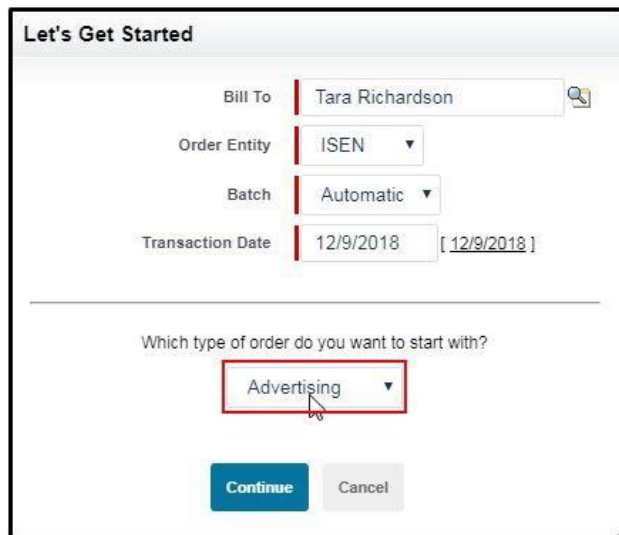 Let's Get Started
Bill To Tara Richardson
Order Entity ISEN
Batch Automatic
Transaction Date 12/9/2018 [ 12/9/2018 ]
Which type of order do you want to start with?
Advertising
Continue Cancel